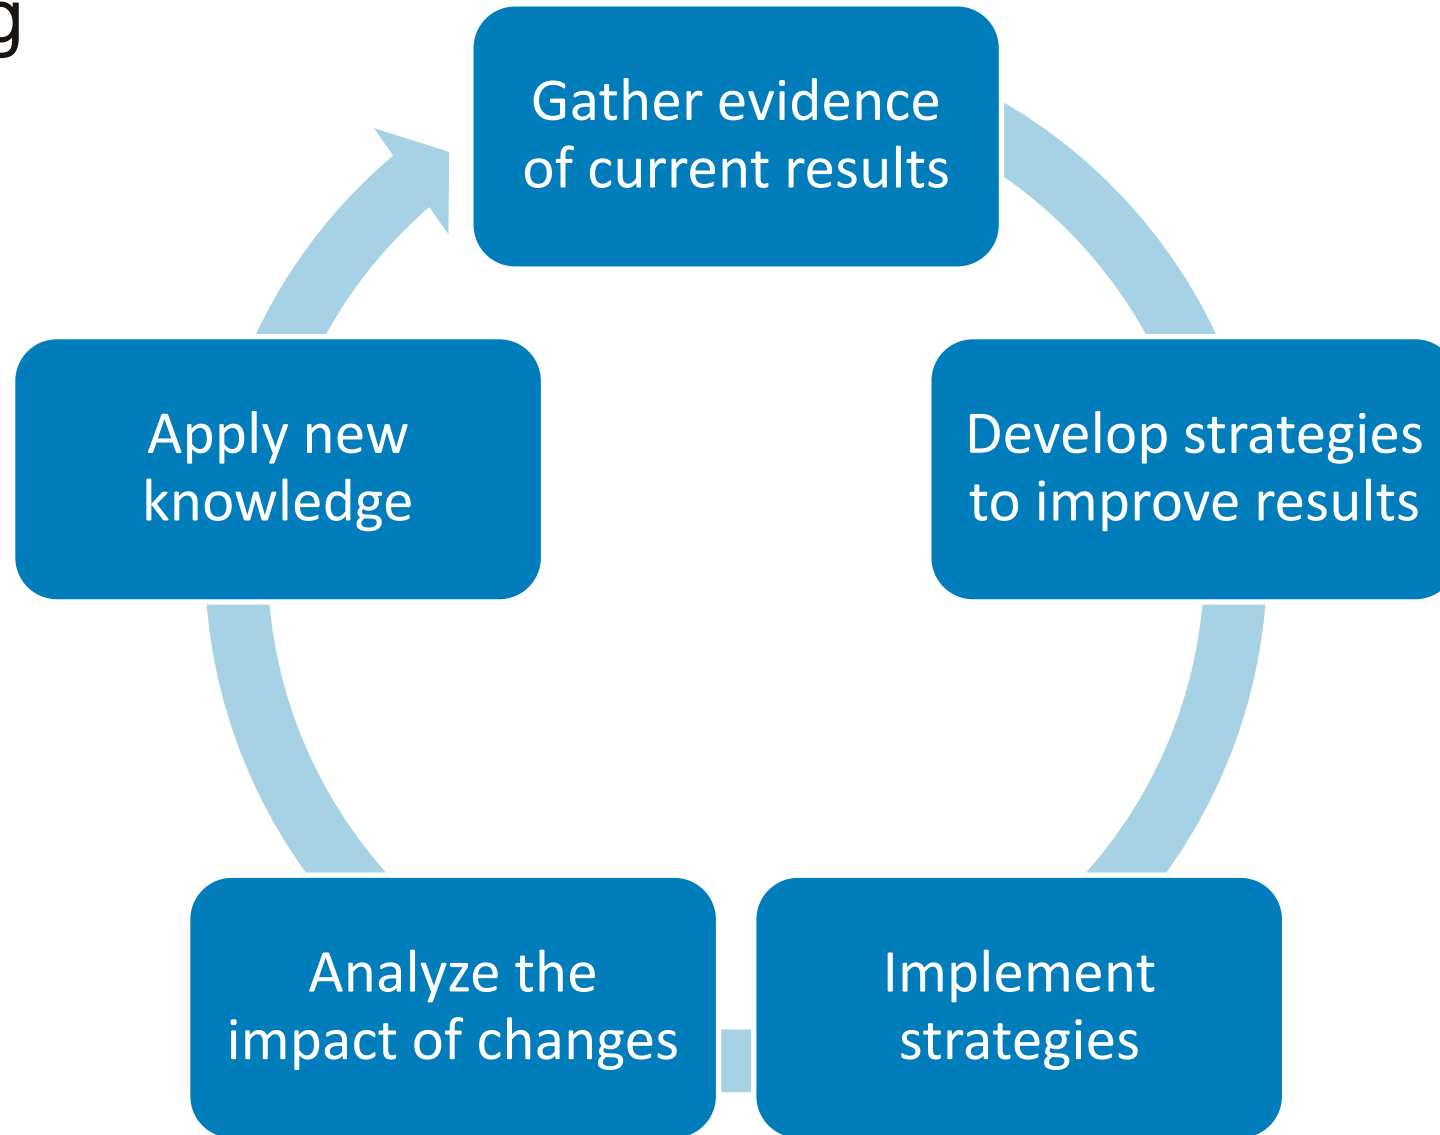 Gather evidence
of current results
Develop strategies
to improve results
Implement
strategies
Analyze the
impact of changes
Apply new
knowledge